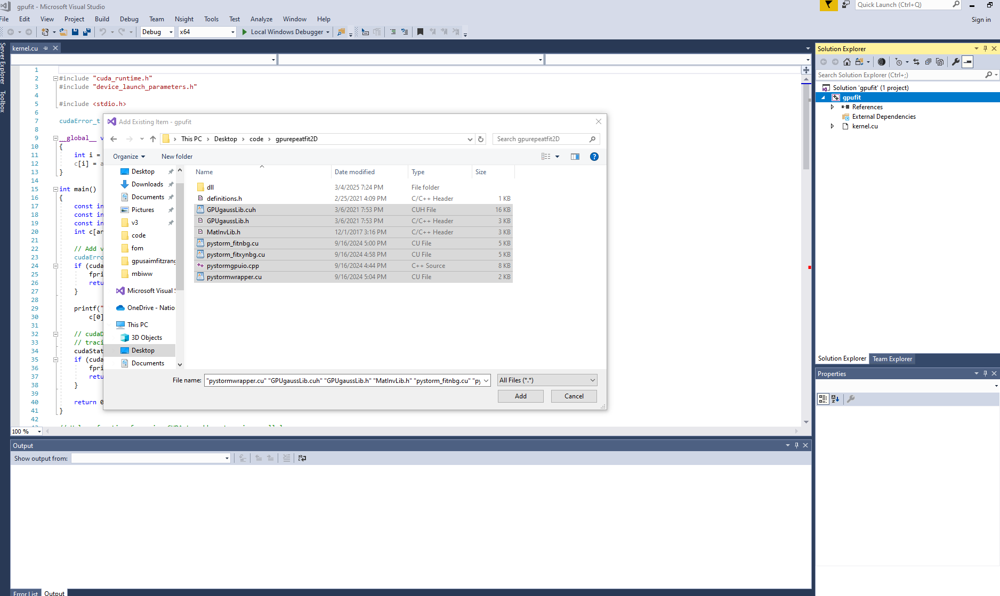 gpufit - Microsoft Visual Studio
Quick Launch (Ctrl+Q)
File Edit View Project Build Debug Team Nsight Tools Test Analyze Window Help
Sign in
Debug x64 Local Windows Debugger
Server Explorer
Toolbox
kernel.cu
1
2 #include "cuda_runtime.h"
3 #include "device_launch_parameters.h"
4
5 #include <stdio.h>
6
7 cudaError_t
8
9 __global__ v
10 {
11 int i =
12 c[i] = a
13 }
14
15 int main()
16 {
17 const in
18 const in
19 const in
20 int c[ar
21
22 // Add v
23 cudaErro
24 if (cuda
25 fpri
26 retu
27 }
28
29 printf("
30 c[0]
31
32 // cudaD
33 // traci
34 cudaStat
35 if (cuda
36 fpri
37 retu
38 }
39
40 return 0
41 }
42
100 %
Add Existing Item - gpufit
This PC Desktop code gpurepeatfit2D
Search gpurepeatfit2D
Organize New folder
Desktop
Downloads
Documents
Pictures
v3
code
fom
gpusaimfitzrang
mbiww
Microsoft Visual S
OneDrive - Natio
This PC
3D Objects
Desktop
Documents
Name Date modified Type Size
dll 3/4/2025 7:24 PM File folder
definitions.h 2/25/2021 4:09 PM C/C++ Header 1 KB
GPUgaussLib.cuh 3/6/2021 7:53 PM CUH File 16 KB
GPUgaussLib.h 3/6/2021 7:53 PM C/C++ Header 3 KB
MatInvLib.h 12/1/2017 3:16 PM C/C++ Header 3 KB
pystorm_fitnbg.cu 9/16/2024 5:00 PM CU File 5 KB
pystorm_fitxynbg.cu 9/16/2024 4:58 PM CU File 5 KB
pystormgpuio.cpp 9/16/2024 4:44 PM C++ Source 8 KB
pystormwrapper.cu 9/16/2024 5:04 PM CU File 2 KB
File name: "pystormwrapper.cu" "GPUgaussLib.cuh" "GPUgaussLib.h" "MatInvLib.h" "pystorm_fitnbg.cu" "py
All Files (*.*)
Add Cancel
Solution Explorer
Search Solution Explorer (Ctrl+;)
Solution 'gpufit' (1 project)
gpufit
References
External Dependencies
kernel.cu
Solution Explorer Team Explorer
Properties
Output
Show output from:
Error List Output